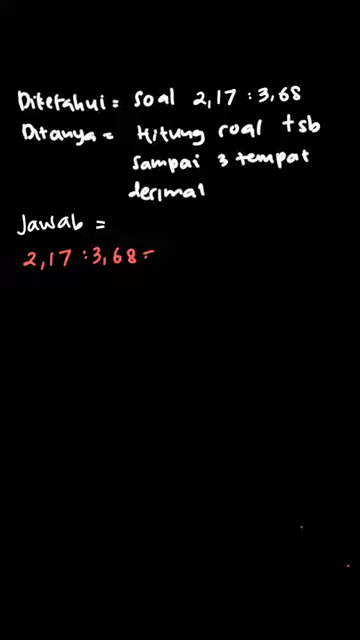 Diketahui = soal 2,17 : 3,68
Ditanya = Hitung soal tsb
sampai 3 tempat
desimal
Jawab =
2,17 : 3,68 =